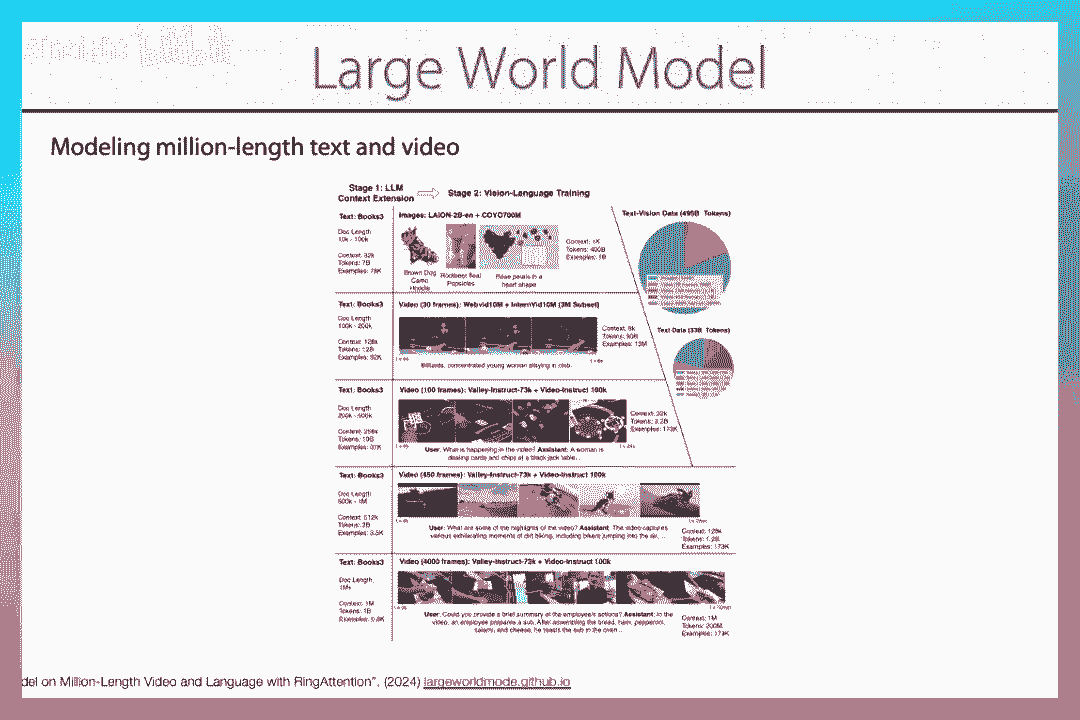 Large World Model
Modeling million-length text and video
Stage 1: LLM
Context Extension
Stage 2: Vision-Language Training
Text: Books3
Doc Length
10k - 100k
Context: 32k
Tokens: 7B
Examples:
Images: LAION-2B-en + COYO700M
Brown Dog
Camo
Hoodie
Rootbeer float
Popsicles
Rose petals in a
heart shape
Context: 1K
Tokens: 400B
Examples: 1B
Text-Vision Data (495B Tokens)
Text: Books3
Doc Length
100k - 200k
Context: 128k
Tokens: 12B
Examples: 92K
Video (30 frames): Webvid10M + InternVid10M (3M Subset)
Billiards, concentrated young woman playing in club
Context: 8k
Tokens:
Examples: 13M
Text Data (33B Tokens)
Text: Books3
Doc Length
200k - 500k
Context: 256k
Tokens: 10B
Examples: 37K
Video (100 frames): Valley-Instruct-73k + Video-Instruct 100k
User: What is happening in the video? Assistant: A woman is
dealing cards and chips at a black jack table...
Context: 32k
Tokens: 3.2B
Examples: 173K
Text: Books3
Doc Length
500k - 1M
Context: 512k
Tokens: 3B
Examples: 3.5K
Video (450 frames): Valley-Instruct-73k + Video-Instruct 100k
User: What are some of the highlights of the video? Assistant: The video captures
various exhilarating moments of dirt biking, including bikers jumping into the air, ...
Context: 128k
Tokens: 1.2B
Examples: 173K
Text: Books3
Doc Length
1M+
Context: 1M
Tokens: 1B
Examples: 0.8K
Video (4000 frames): Valley-Instruct-73k + Video-Instruct 100k
User: Could you provide a brief summary of the employee's actions? Assistant: In the
video, an employee prepares a sub. After assembling the bread, ham, pepperoni,
salami, and cheese, he toasts the sub in the oven...
Context: 1M
Tokens: 200M
Examples: 173K
del on Million-Length Video and Language with RingAttention". (2024) largeworldmode.github.io